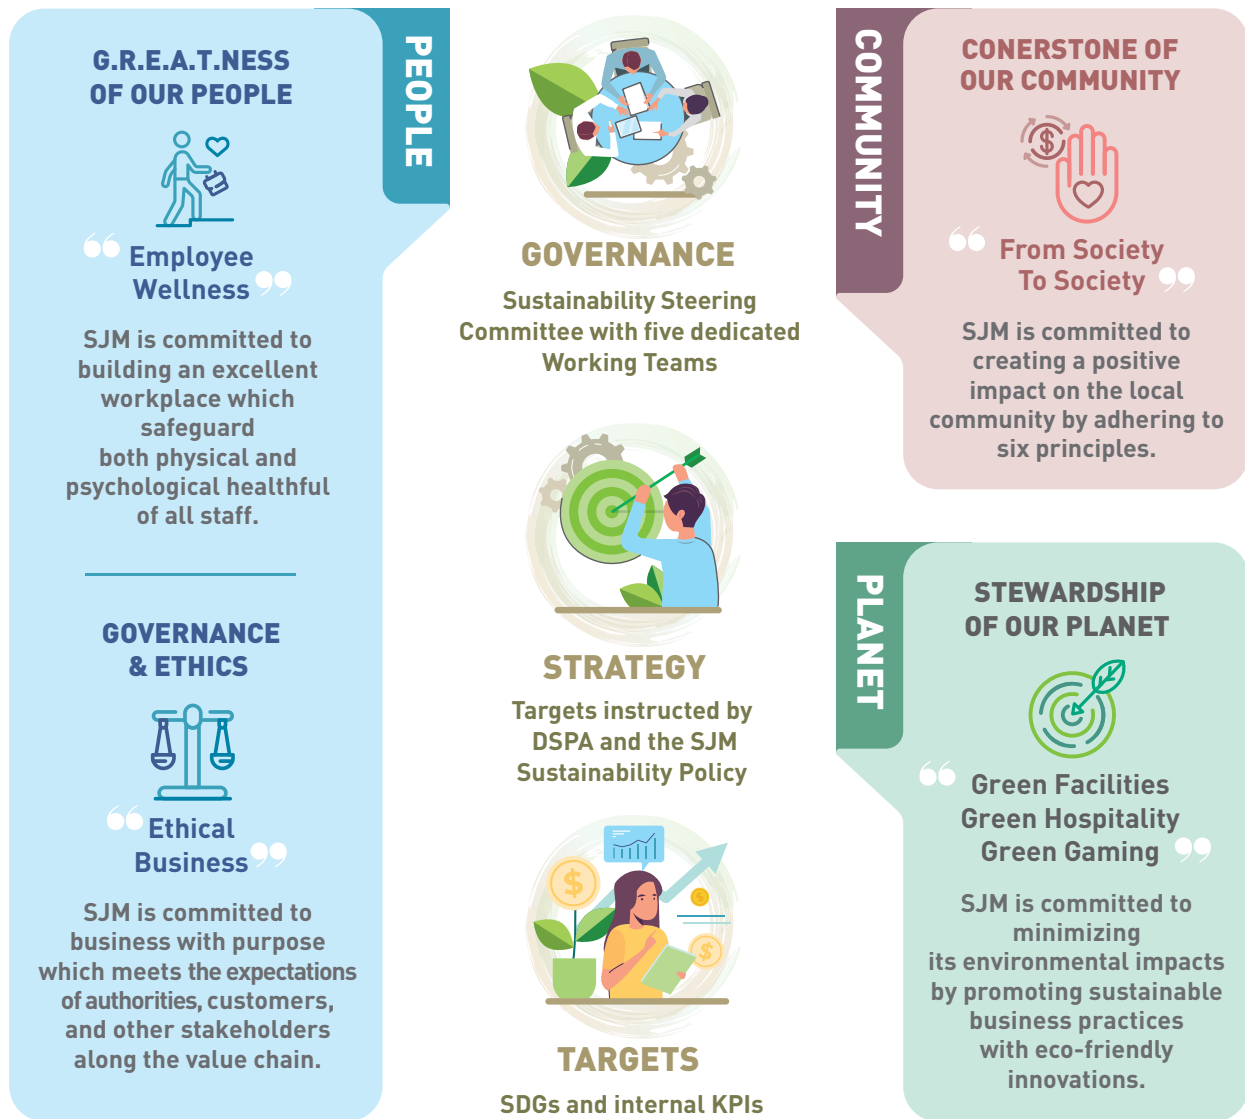 PEOPLE
G.R.E.A.T.NESS
OF OUR PEOPLE
“ Employee
Wellness ”
SJM is committed to
building an excellent
workplace which
safeguard
both physical and
psychological healthful
of all staff.
GOVERNANCE
& ETHICS
“ Ethical
Business ”
SJM is committed to
business with purpose
which meets the expectations
of authorities, customers,
and other stakeholders
along the value chain.
GOVERNANCE
Sustainability Steering
Committee with five dedicated
Working Teams
STRATEGY
Targets instructed by
DSPA and the SJM
Sustainability Policy
$
$
$
TARGETS
SDGs and internal KPIs
COMMUNITY
CONERSTONE OF
OUR COMMUNITY
$
“ From Society
To Society ”
SJM is committed to
creating a positive
impact on the local
community by adhering to
six principles.
PLANET
STEWARDSHIP
OF OUR PLANET
“ Green Facilities
Green Hospitality
Green Gaming ”
SJM is committed to
minimizing
its environmental impacts
by promoting sustainable
business practices
with eco-friendly
innovations.